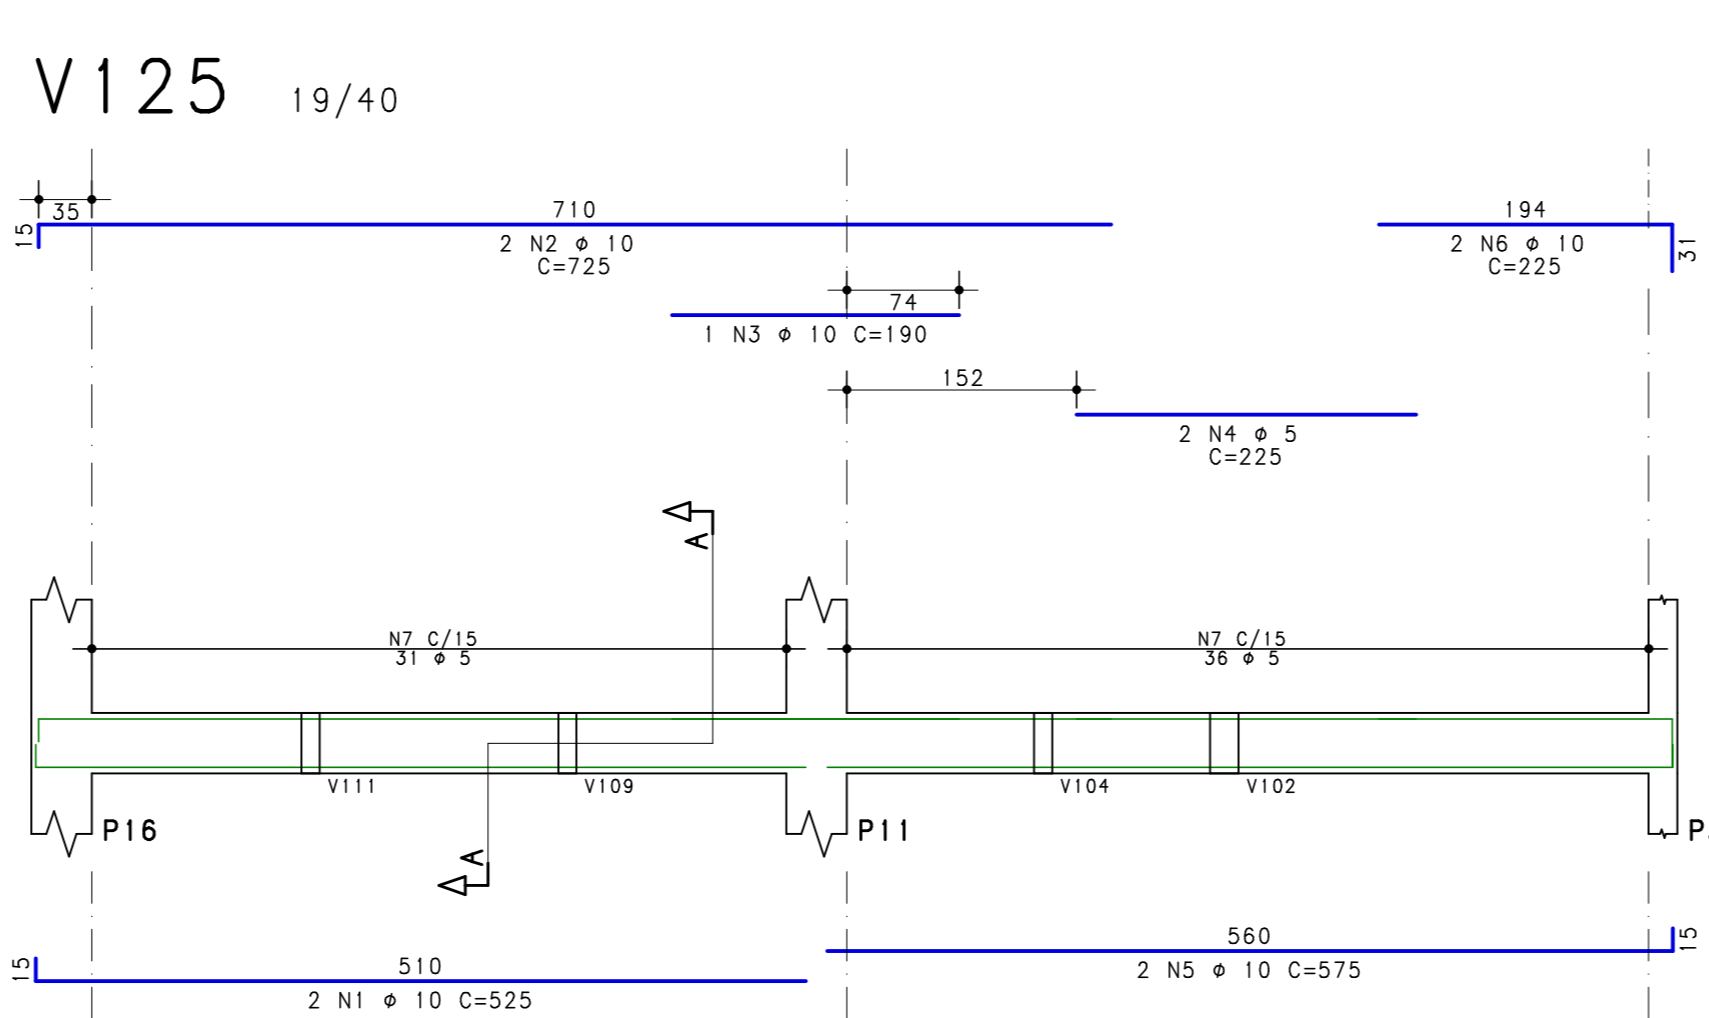 V125 19/40
35
15
710
2 N2 ø 10
C=725
194
2 N6 ø 10
C=225
31
74
1 N3 ø 10 C=190
152
2 N4 ø 5
C=225
A
N7 C/15
31 ø 5
N7 C/15
36 ø 5
V111
V109
V104
V102
P16
P11
P
A
15
510
2 N1 ø 10 C=525
560
2 N5 ø 10 C=575
15